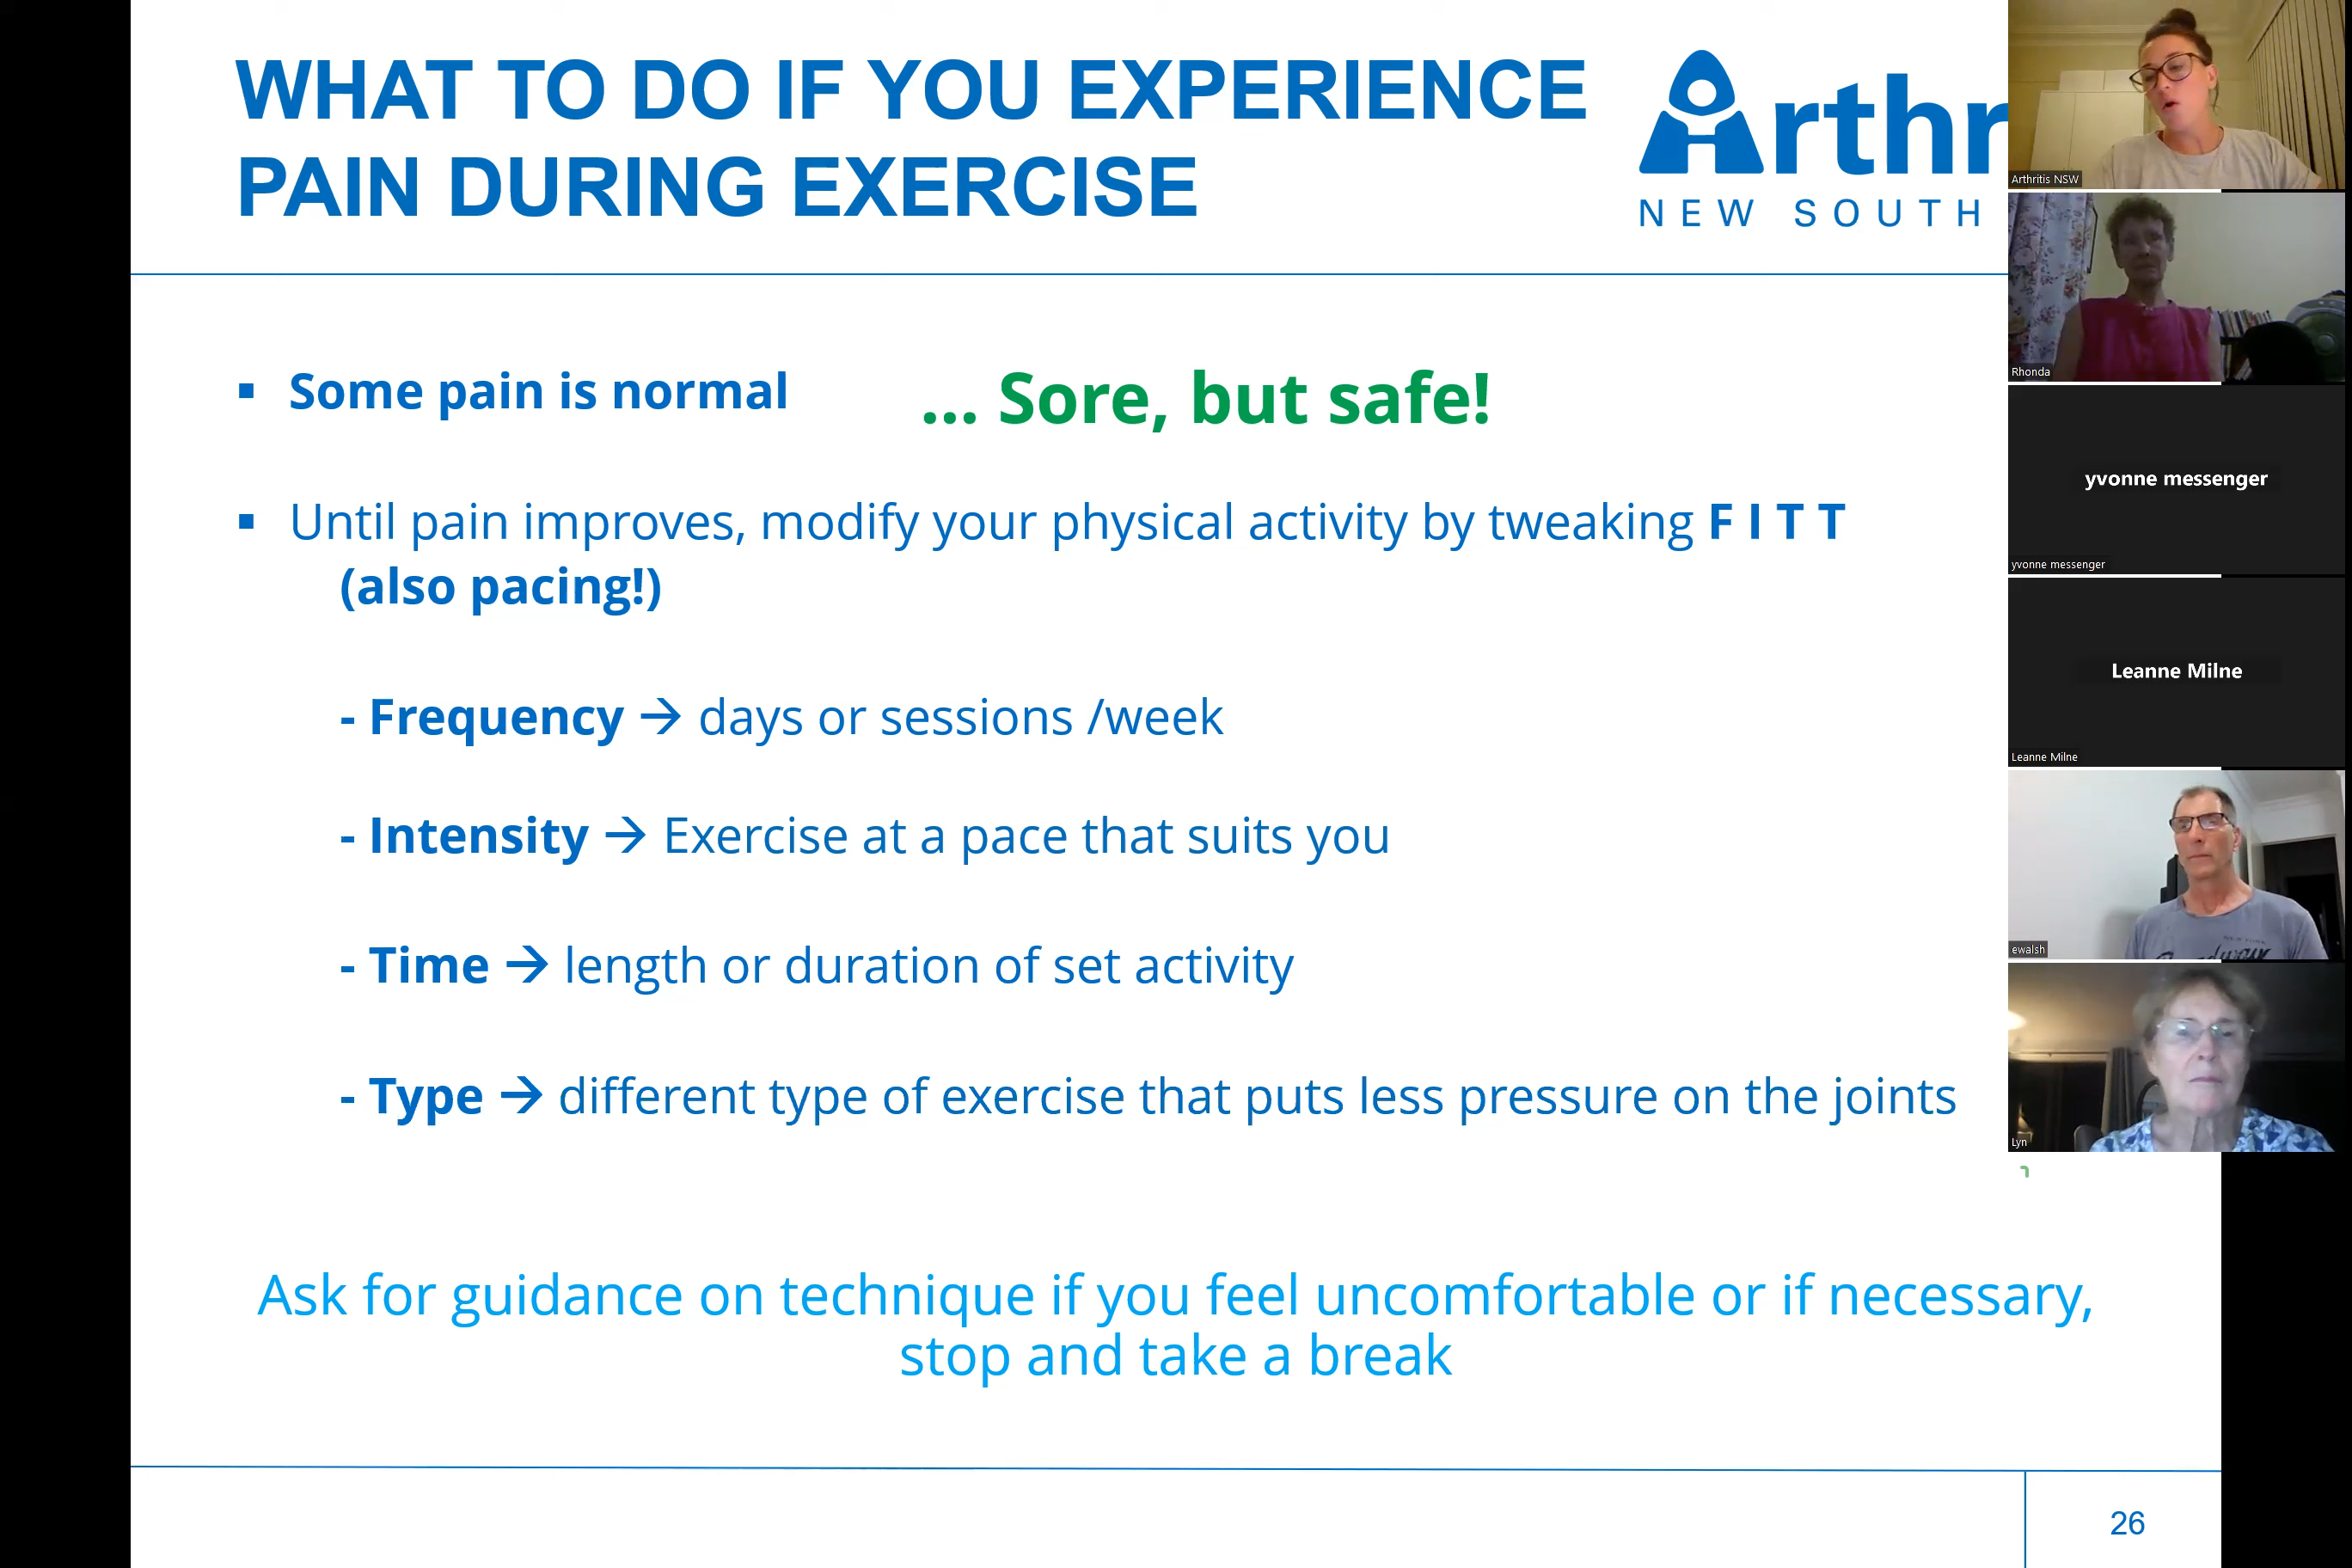 WHAT TO DO IF YOU EXPERIENCE
PAIN DURING EXERCISE
Arthr
NEW SOUTH
▪ Some pain is normal
... Sore, but safe!
▪ Until pain improves, modify your physical activity by tweaking F I T T
(also pacing!)
- Frequency → days or sessions /week
- Intensity → Exercise at a pace that suits you
- Time → length or duration of set activity
- Type → different type of exercise that puts less pressure on the joints
Ask for guidance on technique if you feel uncomfortable or if necessary,
stop and take a break
26
Arthritis NSW
Rhonda
yvonne messenger
yvonne messenger
Leanne Milne
Leanne Milne
NEW YORK
Broadway
ewalsh
Lyn